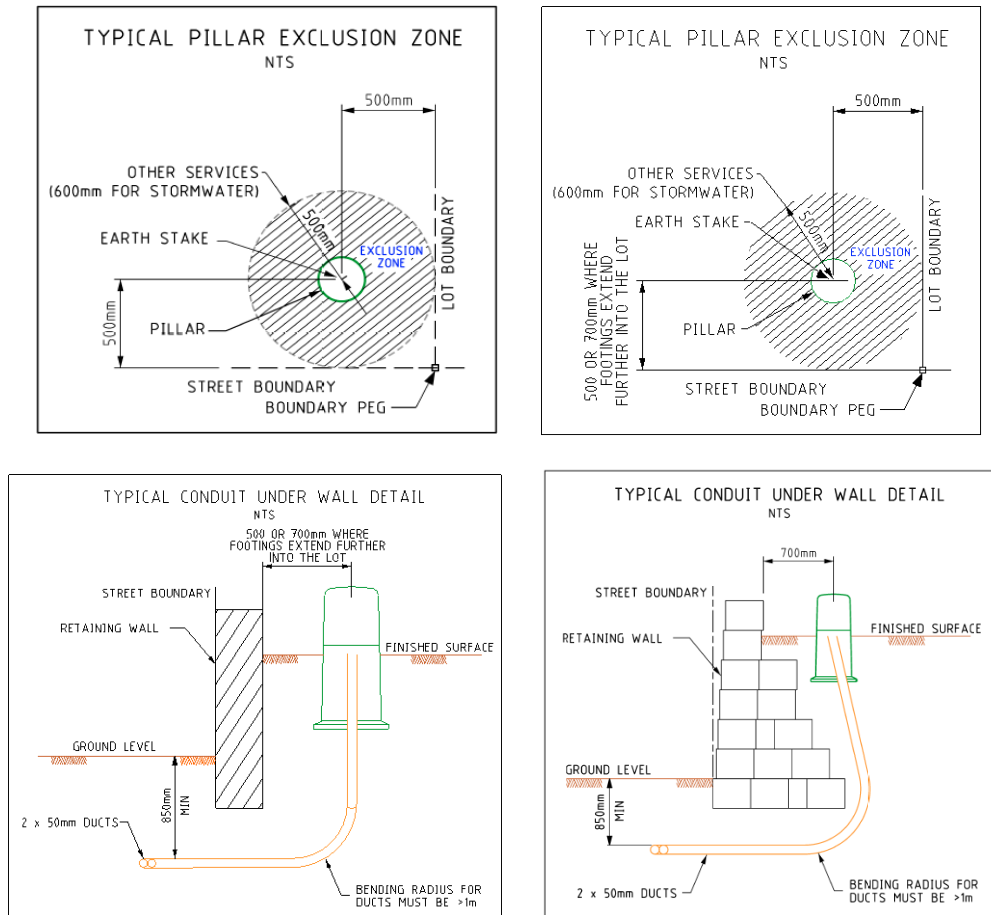 TYPICAL PILLAR EXCLUSION ZONE
NTS
500mm
OTHER SERVICES
(600mm FOR STORMWATER)
500mm
EARTH STAKE
EXCLUSION
ZONE
LOT BOUNDARY
500mm
PILLAR
STREET BOUNDARY
BOUNDARY PEG
TYPICAL PILLAR EXCLUSION ZONE
NTS
500mm
OTHER SERVICES
(600mm FOR STORMWATER)
500mm
EARTH STAKE
EXCLUSION
ZONE
LOT BOUNDARY
500 OR 700mm WHERE
FOOTINGS EXTEND
FURTHER INTO THE LOT
PILLAR
STREET BOUNDARY
BOUNDARY PEG
TYPICAL CONDUIT UNDER WALL DETAIL
NTS
500 OR 700mm WHERE
FOOTINGS EXTEND FURTHER
INTO THE LOT
STREET BOUNDARY
RETAINING WALL
FINISHED SURFACE
GROUND LEVEL
850mm
MIN
2 x 50mm DUCTS
BENDING RADIUS FOR
DUCTS MUST BE >1m
TYPICAL CONDUIT UNDER WALL DETAIL
NTS
700mm
STREET BOUNDARY
RETAINING WALL
FINISHED SURFACE
GROUND LEVEL
850mm
MIN
2 x 50mm DUCTS
BENDING RADIUS FOR
DUCTS MUST BE >1m